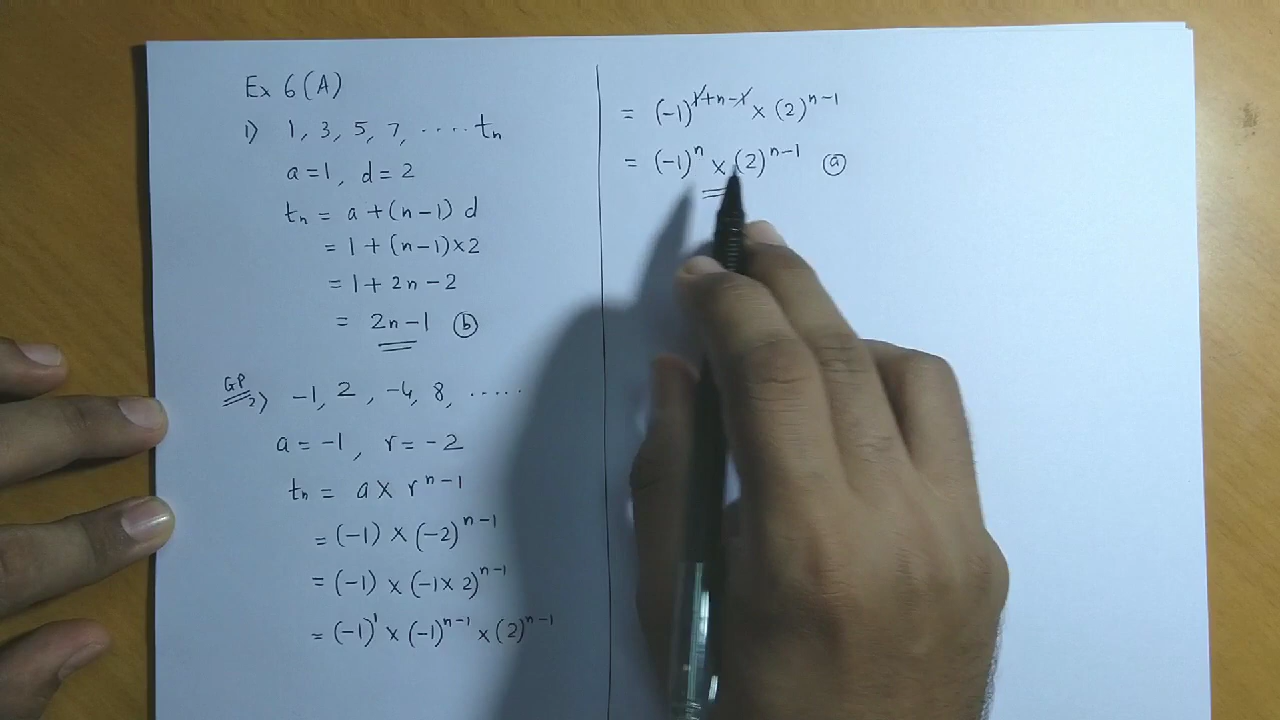 Ex 6(A)
1) 1, 3, 5, 7, ..... tₙ
a=1, d=2
tₙ = a+(n-1) d
= 1+(n-1)×2
= 1+2n-2
= 2n-1 ⓑ
GP
2) -1, 2, -4, 8, .....
a=-1, r=-2
tₙ = a× rⁿ⁻¹
= (-1) × (-2)ⁿ⁻¹
= (-1) × (-1×2)ⁿ⁻¹
= (-1)¹ × (-1)ⁿ⁻¹ × (2)ⁿ⁻¹
= (-1)¹⁺ⁿ⁻¹ × (2)ⁿ⁻¹
= (-1)ⁿ × (2)ⁿ⁻¹ ⓐ